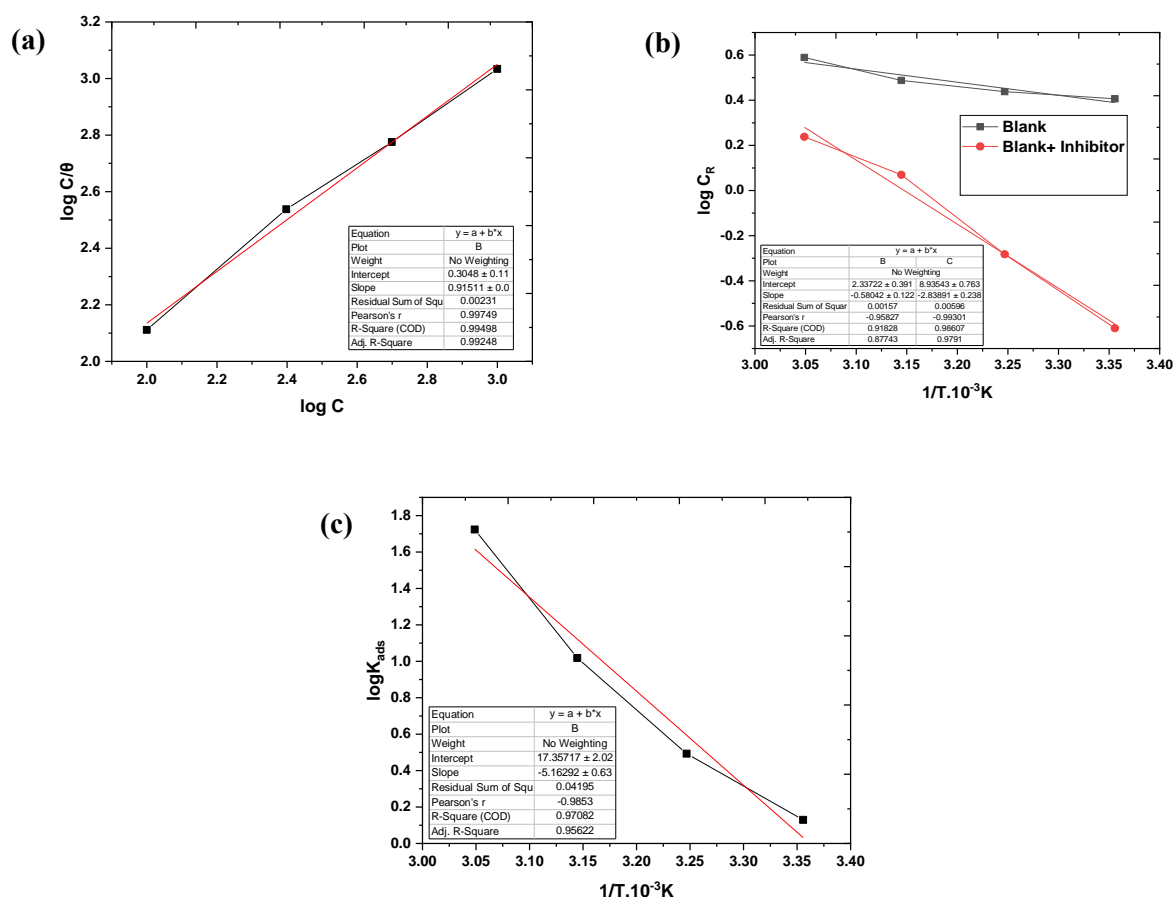 (a)
3.2
3.0
2.8
2.6
2.4
2.2
2.0
log C/θ
2.0 2.2 2.4 2.6 2.8 3.0
log C
Equation y = a + b*x
Plot B
Weight No Weighting
Intercept 0.3048 ± 0.11
Slope 0.91511 ± 0.0
Residual Sum of Squ 0.00231
Pearson's r 0.99749
R-Square (COD) 0.99498
Adj. R-Square 0.99248
(b)
0.6
0.4
0.2
0.0
-0.2
-0.4
-0.6
log C_R
3.00 3.05 3.10 3.15 3.20 3.25 3.30 3.35 3.40
1/T.10⁻³K
Blank
Blank+ Inhibitor
Equation y = a + b*x
Plot B C
Weight No Weighting
Intercept 2.33722 ± 0.391 8.93543 ± 0.763
Slope -0.58042 ± 0.122 -2.83891 ± 0.238
Residual Sum of Squar 0.00157 0.00596
Pearson's r -0.95827 -0.99301
R-Square (COD) 0.91828 0.98607
Adj. R-Square 0.87743 0.9791
(c)
1.8
1.6
1.4
1.2
1.0
0.8
0.6
0.4
0.2
0.0
logK_ads
3.00 3.05 3.10 3.15 3.20 3.25 3.30 3.35 3.40
1/T.10⁻³K
Equation y = a + b*x
Plot B
Weight No Weighting
Intercept 17.35717 ± 2.02
Slope -5.16292 ± 0.63
Residual Sum of Squ 0.04195
Pearson's r -0.9853
R-Square (COD) 0.97082
Adj. R-Square 0.95622